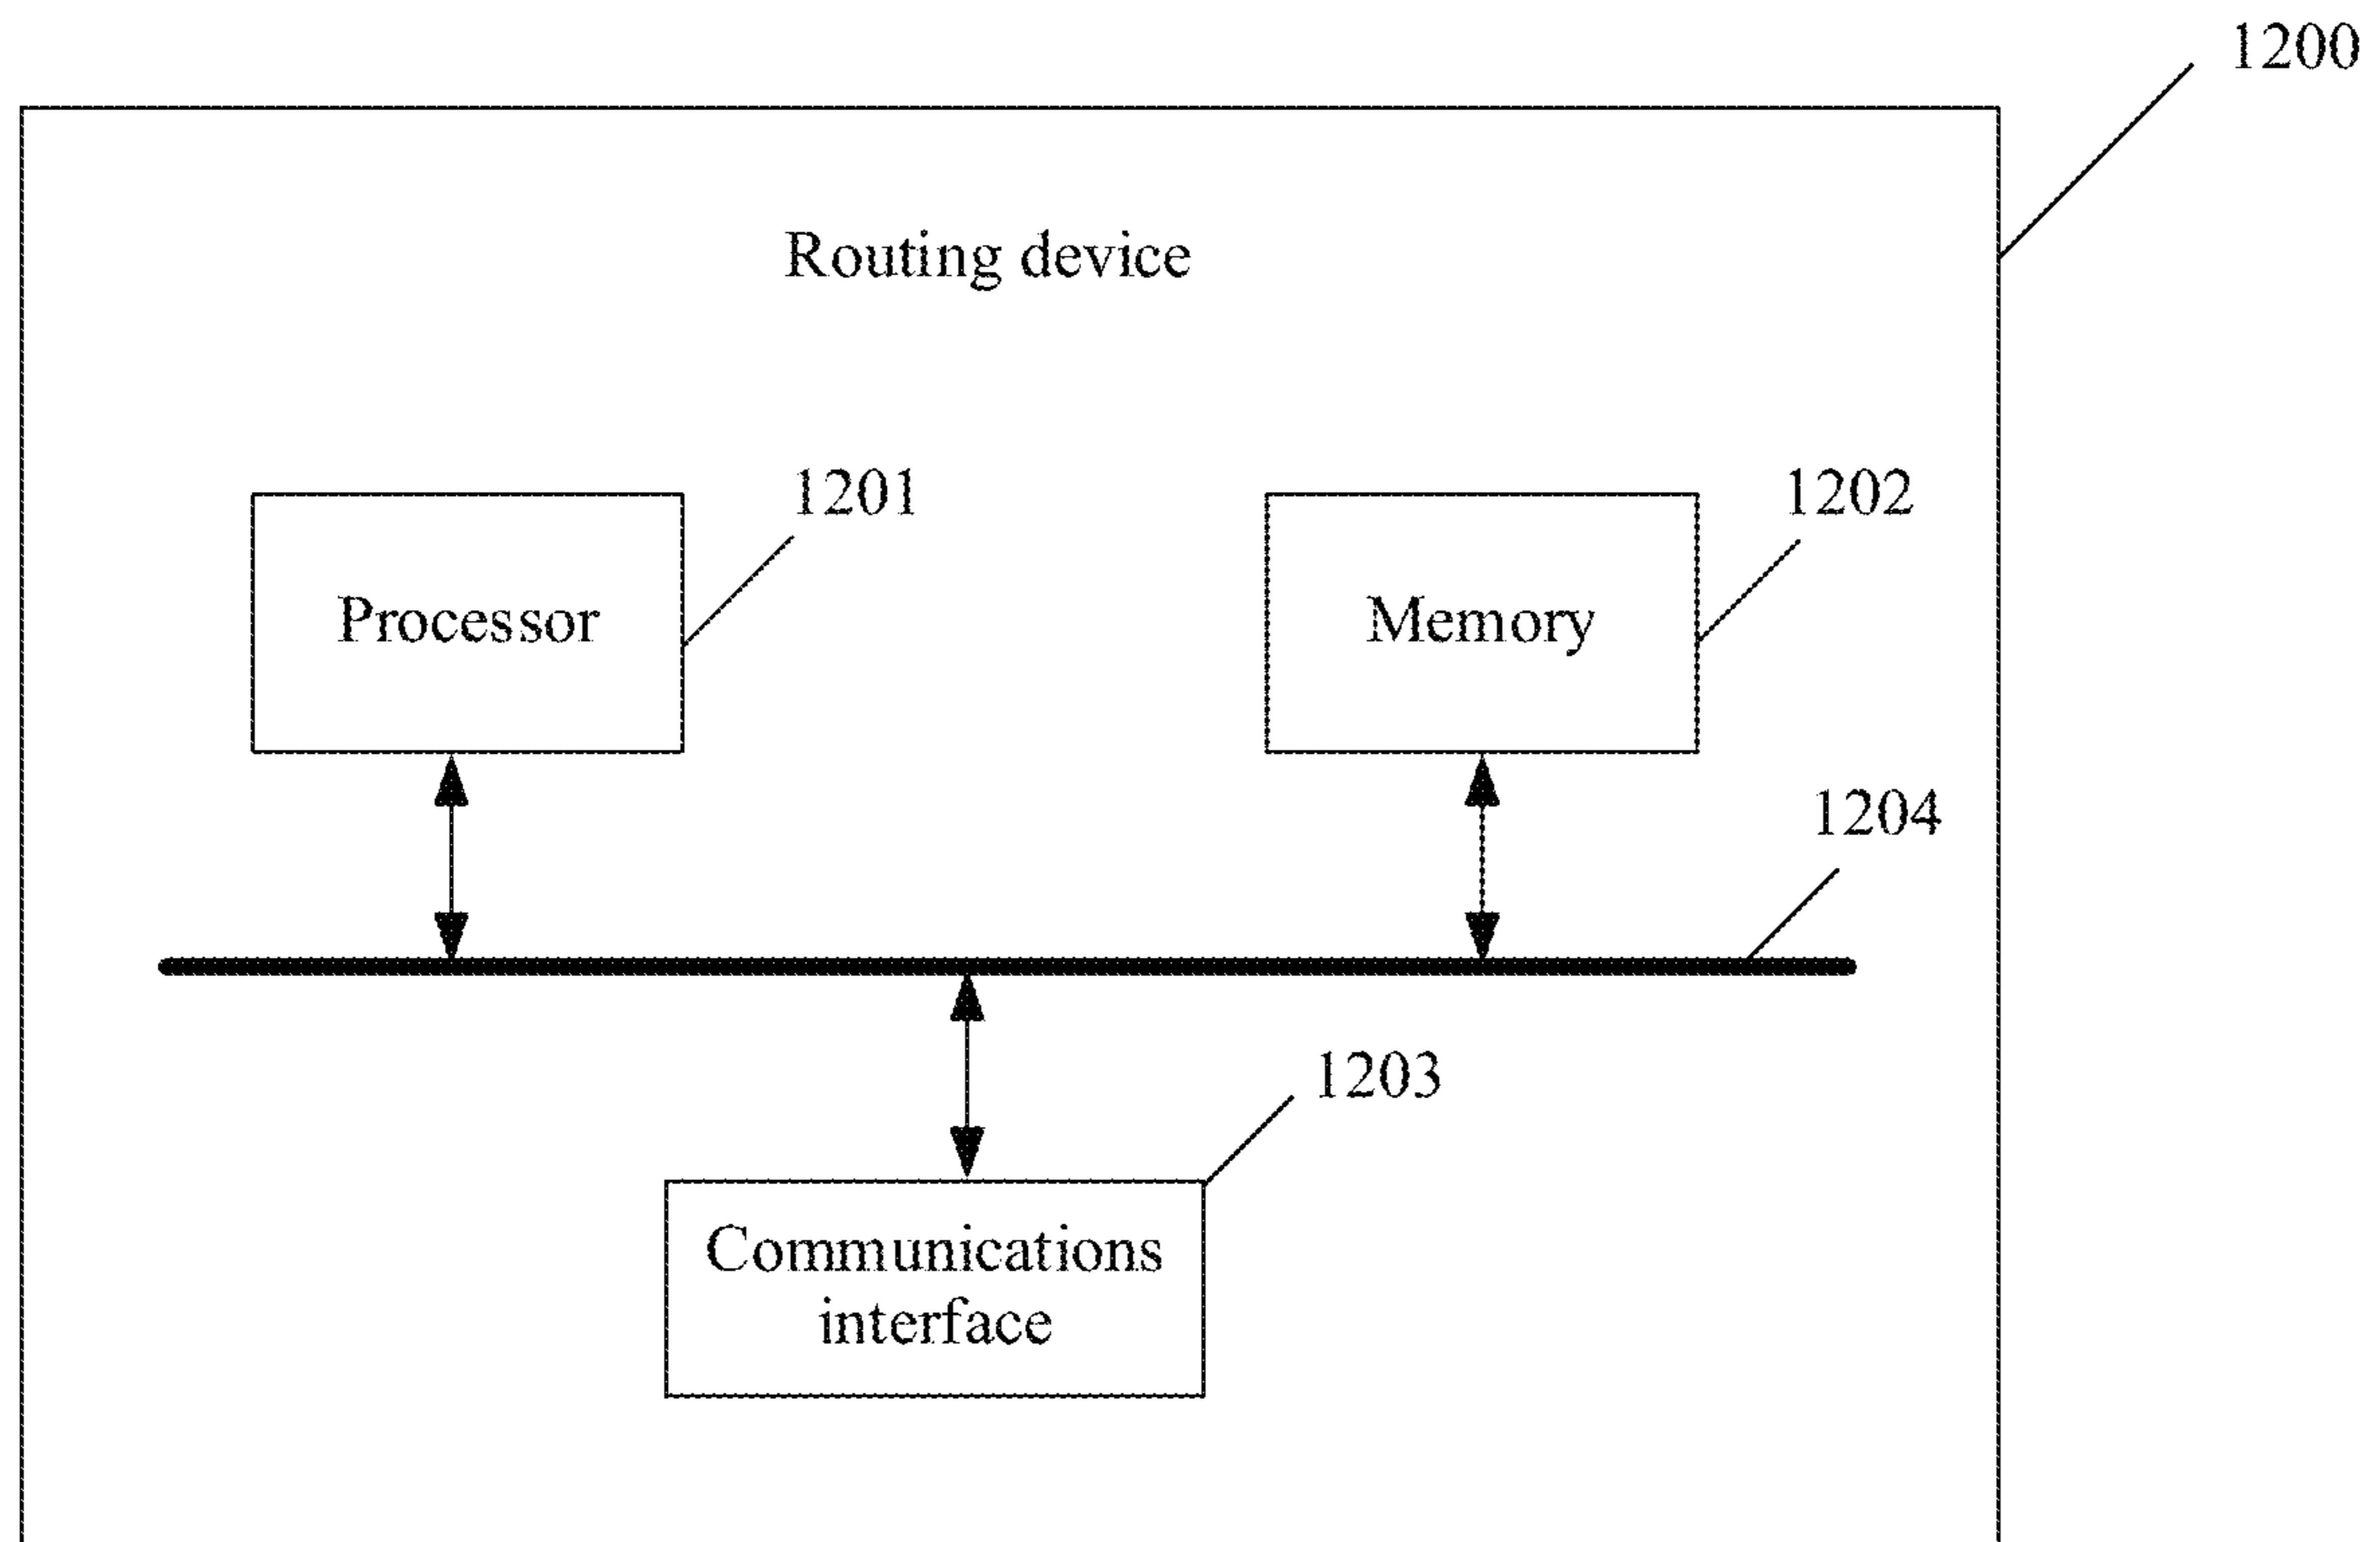 1200
Routing device
1201
1202
Processor
Memory
1204
1203
Communications
interface